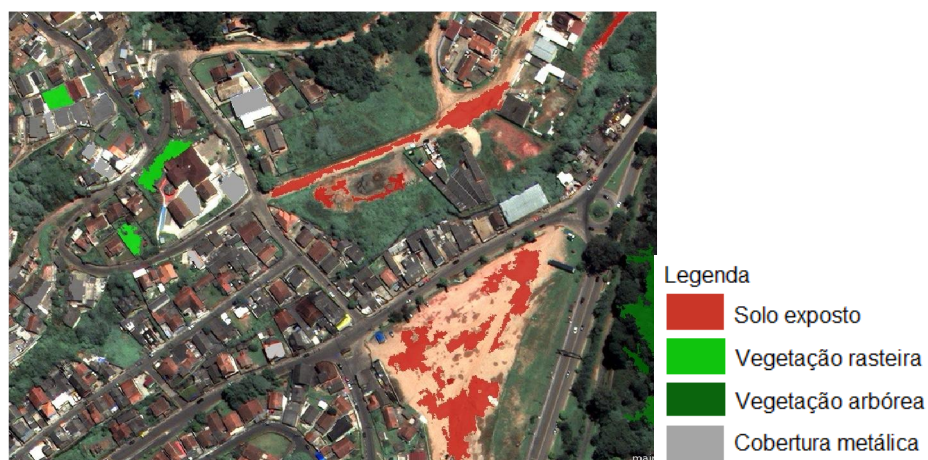 Legenda
Solo exposto
Vegetação rasteira
Vegetação arbórea
Cobertura metálica